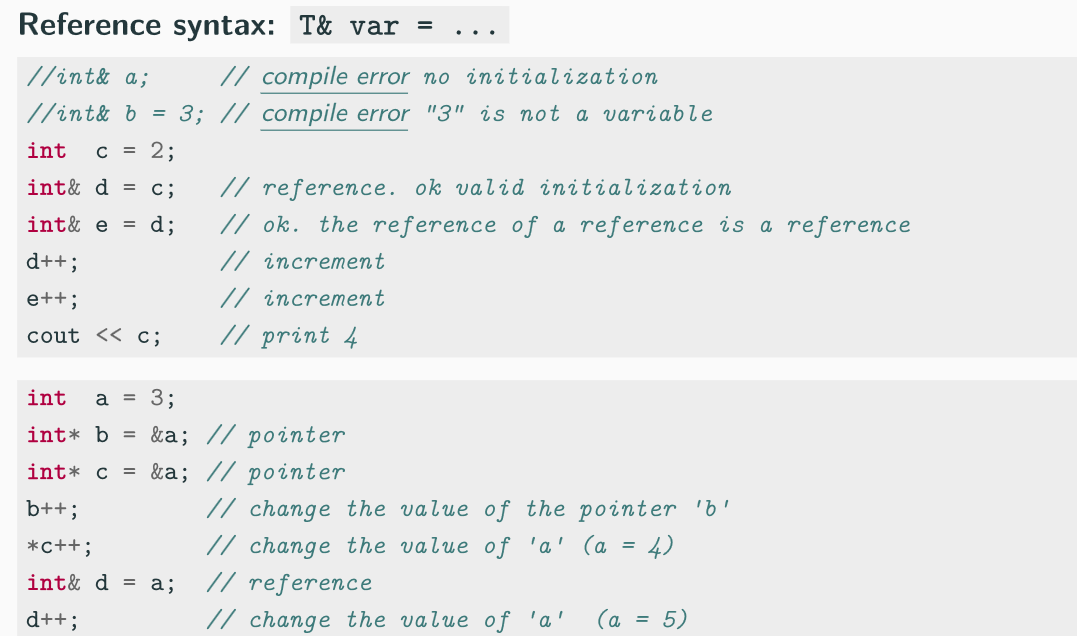 Reference syntax: T& var = ...
//int& a;     // compile error no initialization
//int& b = 3; // compile error "3" is not a variable
int  c = 2;
int& d = c;   // reference. ok valid initialization
int& e = d;   // ok. the reference of a reference is a reference
d++;          // increment
e++;          // increment
cout << c;    // print 4
int  a = 3;
int* b = &a; // pointer
int* c = &a; // pointer
b++;         // change the value of the pointer 'b'
*c++;        // change the value of 'a' (a = 4)
int& d = a;  // reference
d++;         // change the value of 'a'  (a = 5)